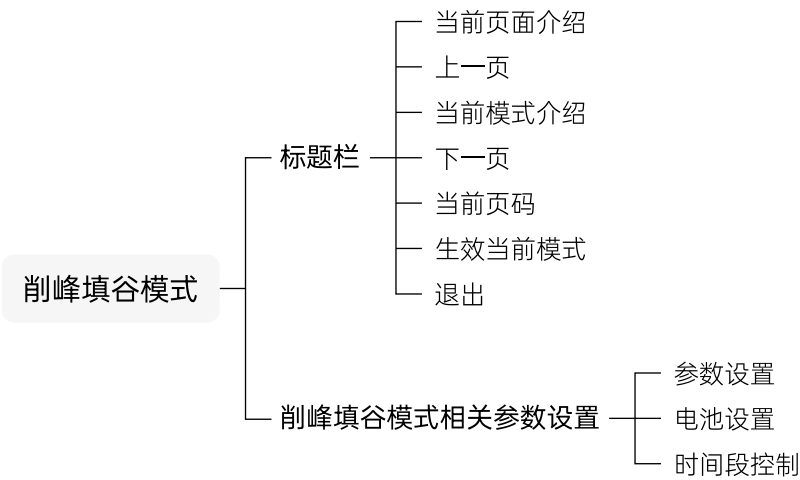 削峰填谷模式
标题栏
当前页面介绍
上一页
当前模式介绍
下一页
当前页码
生效当前模式
退出
削峰填谷模式相关参数设置
参数设置
电池设置
时间段控制